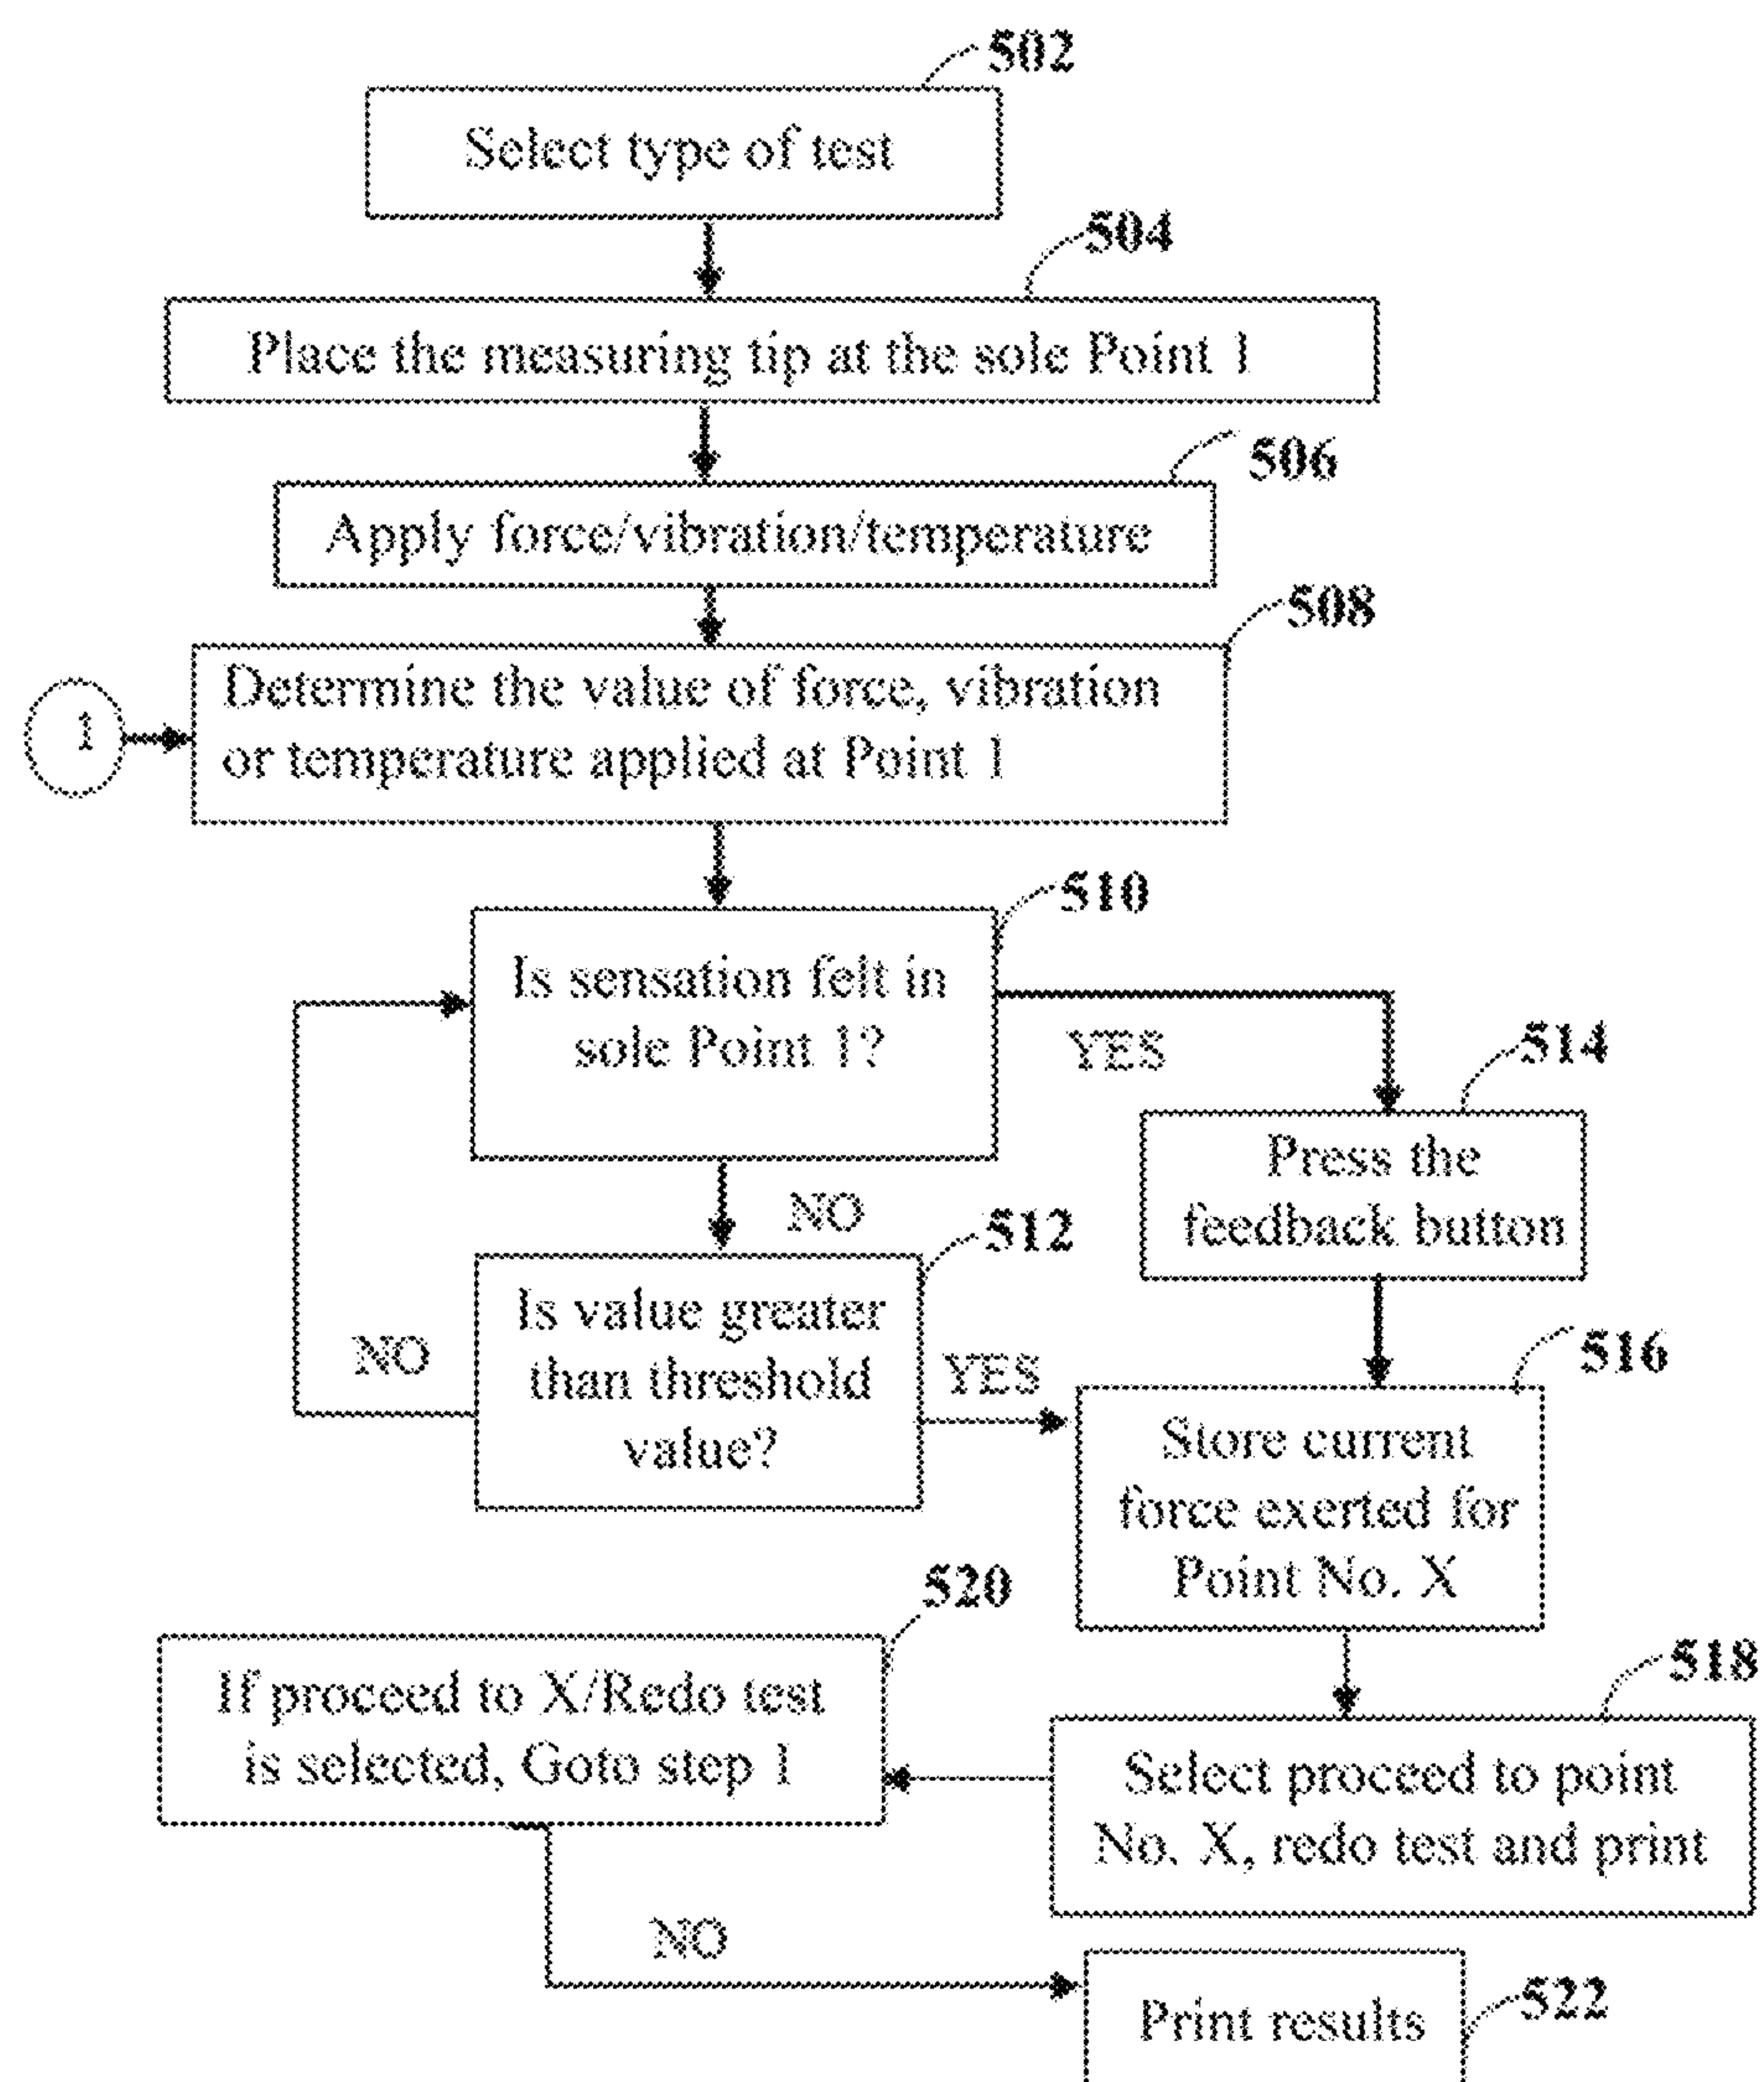 502
Select type of test
504
Place the measuring tip at the sole Point 1
506
Apply force/vibration/temperature
508
Determine the value of force, vibration
or temperature applied at Point 1
1
510
Is sensation felt in
sole Point 1?
YES
514
Press the
feedback button
NO
512
Is value greater
than threshold
value?
NO
YES
516
Store current
force exerted for
Point No. X
520
If proceed to X/Redo test
is selected, Goto step 1
518
Select proceed to point
No. X, redo test and print
NO
522
Print results